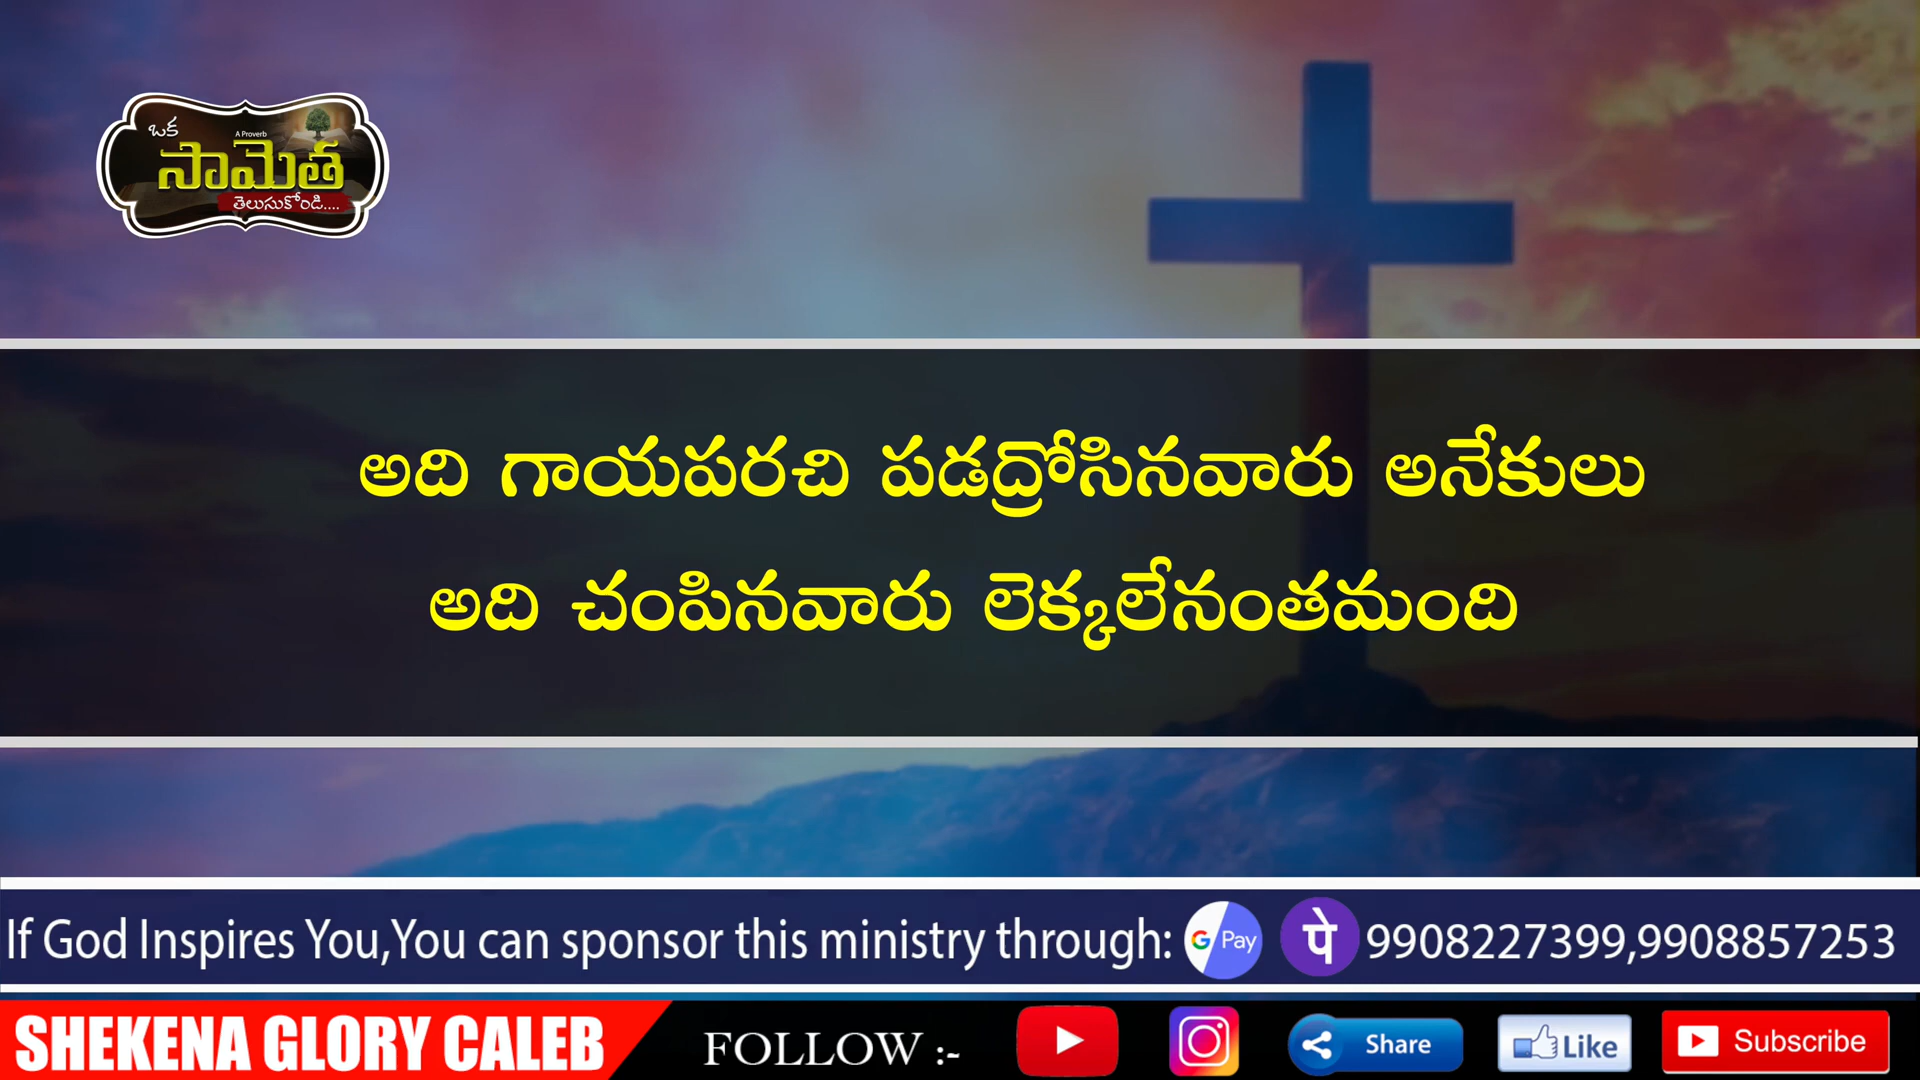 ఒక
A Proverb
సామెత
తెలుసుకోండి....
అది గాయపరచి పడద్రోసినవారు అనేకులు
అది చంపినవారు లెక్కలేనంతమంది
If God Inspires You,You can sponsor this ministry through: G Pay पे 9908227399,9908857253
SHEKENA GLORY CALEB FOLLOW :- Share Like Subscribe